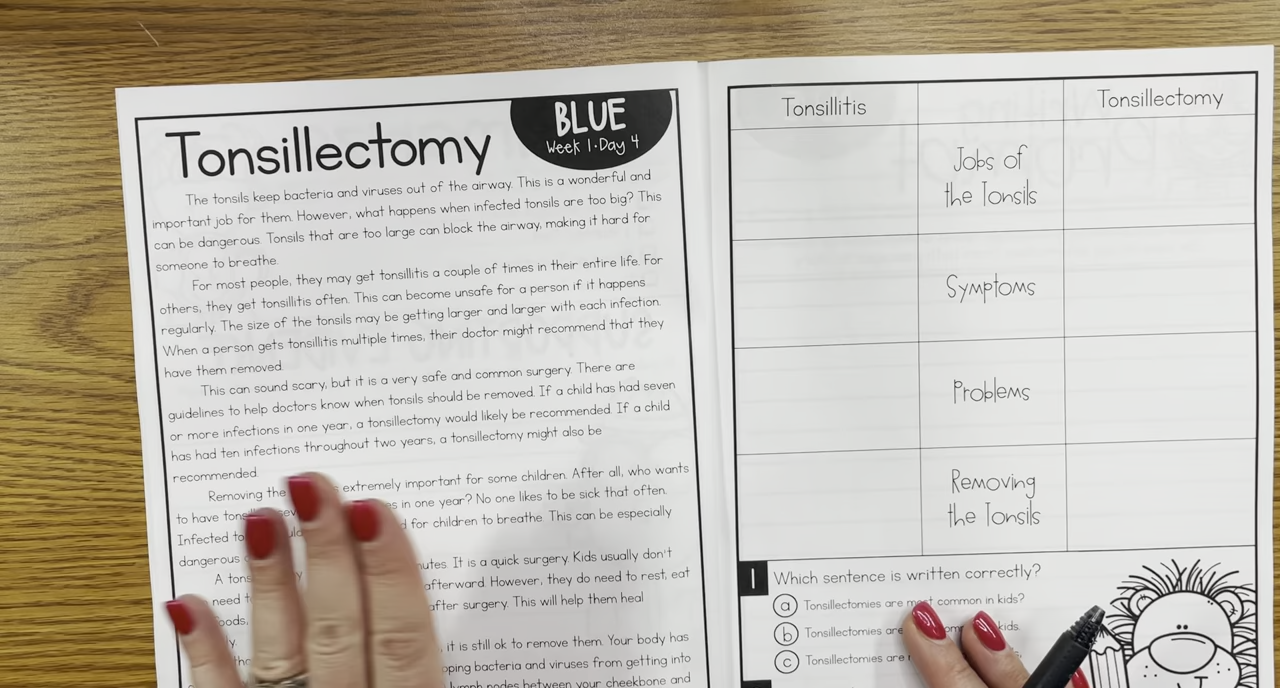 Tonsillectomy
BLUE
Week 1•Day 4
The tonsils keep bacteria and viruses out of the airway. This is a wonderful and
important job for them. However, what happens when infected tonsils are too big? This
can be dangerous. Tonsils that are too large can block the airway, making it hard for
someone to breathe.
For most people, they may get tonsillitis a couple of times in their entire life. For
others, they get tonsillitis often. This can become unsafe for a person if it happens
regularly. The size of the tonsils may be getting larger and larger with each infection.
When a person gets tonsillitis multiple times, their doctor might recommend that they
have them removed.
This can sound scary, but it is a very safe and common surgery. There are
guidelines to help doctors know when tonsils should be removed. If a child has had seven
or more infections in one year, a tonsillectomy would likely be recommended. If a child
has had ten infections throughout two years, a tonsillectomy might also be
recommended.
Removing the extremely important for some children. After all, who wants
to have in one year? No one likes to be sick that often.
Infected for children to breathe. This can be especially
dangerous
A It is a quick surgery. Kids usually don't
need afterward. However, they do need to rest, eat
after surgery. This will help them heal
it is still ok to remove them. Your body has
bacteria and viruses from getting into
lymph nodes between your cheekbone and
Tonsillitis
Tonsillectomy
Jobs of
the Tonsils
Symptoms
Problems
Removing
the Tonsils
1 Which sentence is written correctly?
a Tonsillectomies are most common in kids?
b Tonsillectomies are kids.
c Tonsillectomies are